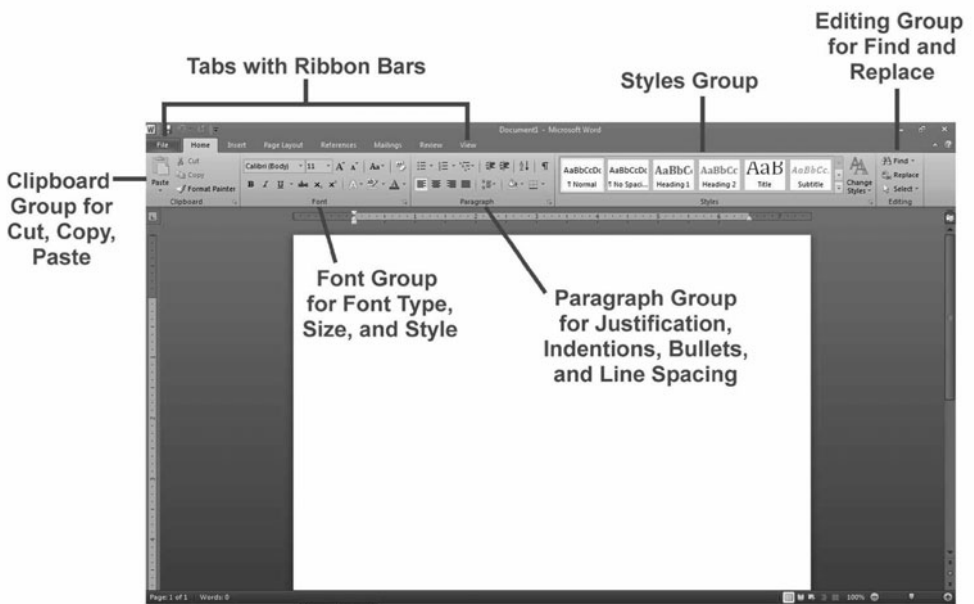 Editing Group
for Find and
Replace
Tabs with Ribbon Bars
Styles Group
Document1 - Microsoft Word
File Home Insert Page Layout References Mailings Review View
Clipboard
Group for
Cut, Copy,
Paste
Paste
Cut
Copy
Format Painter
Clipboard
Calibri (Body) 11
Font
Paragraph
AaBbCcDc AaBbCcDc AaBbC AaBbCc AaB AaBbCc.
¶ Normal ¶ No Spaci... Heading 1 Heading 2 Title Subtitle
Change
Styles
Styles
Find
Replace
Select
Editing
Font Group
for Font Type,
Size, and Style
Paragraph Group
for Justification,
Indentions, Bullets,
and Line Spacing
Page: 1 of 1 Words: 0 100%